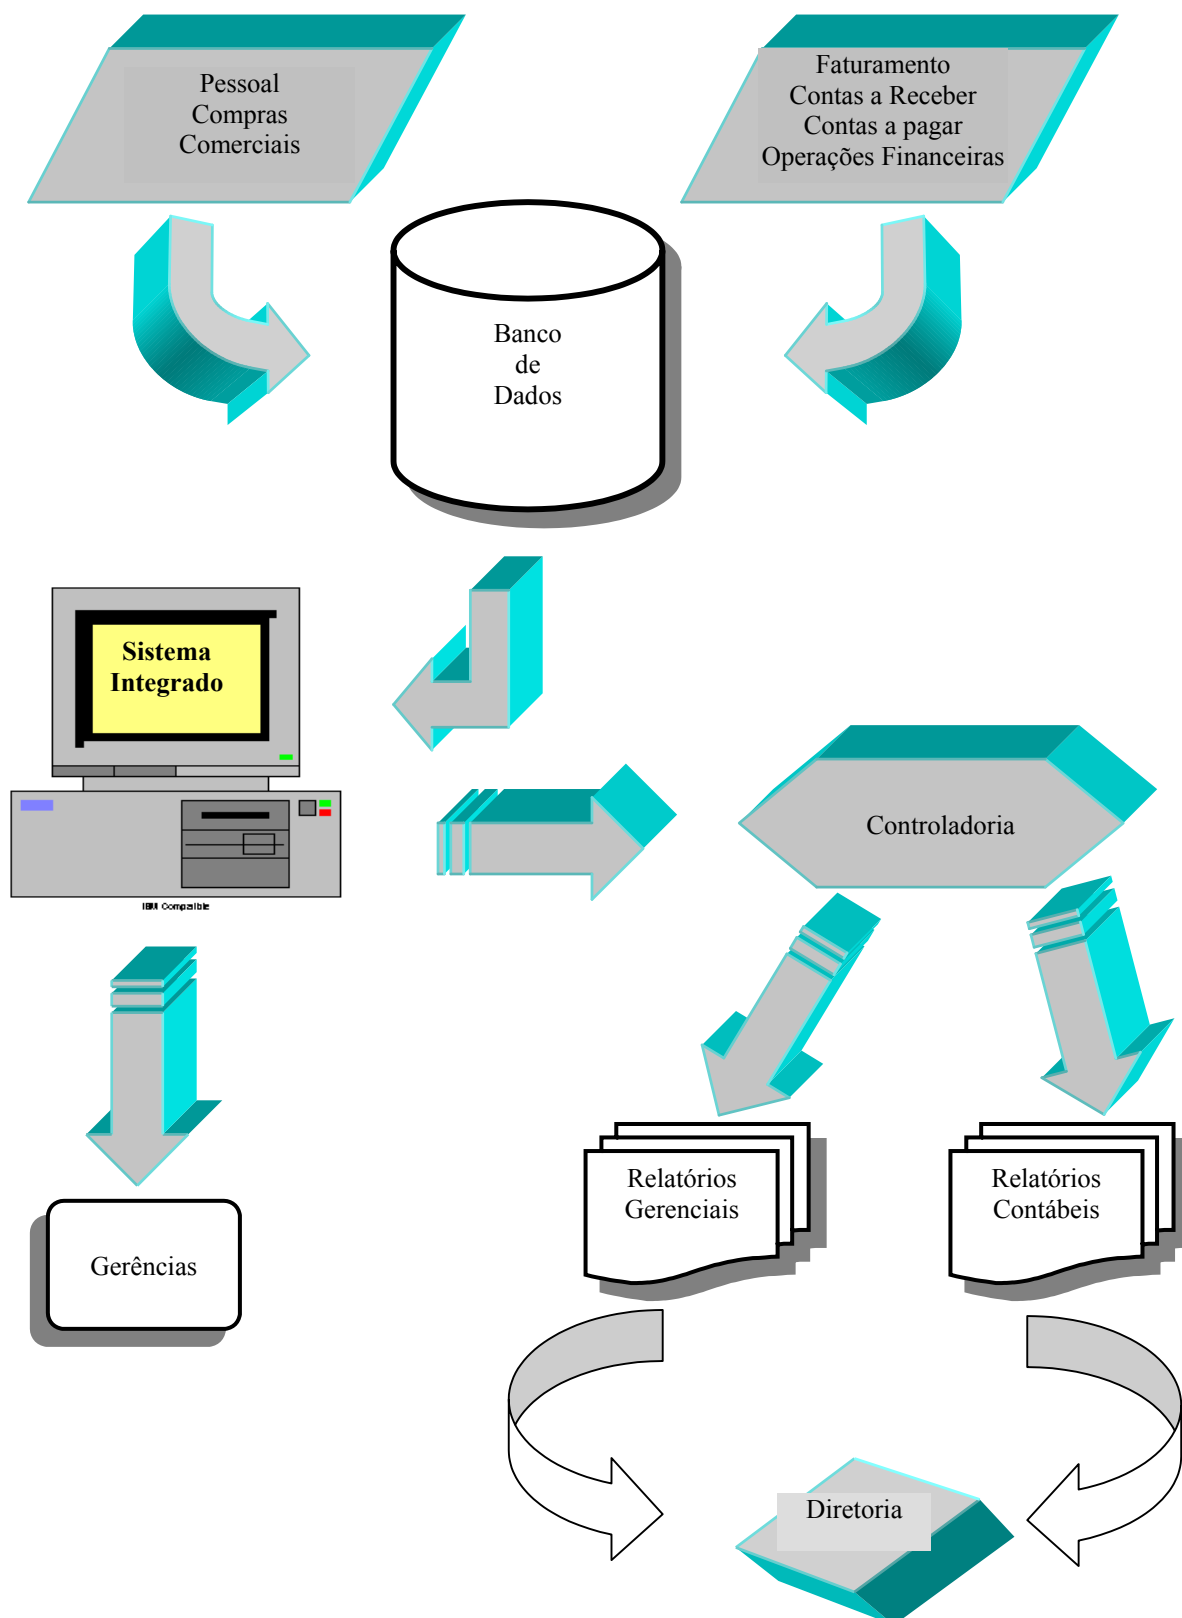 Pessoal
Compras
Comerciais
Faturamento
Contas a Receber
Contas a pagar
Operações Financeiras
Banco
de
Dados
Sistema
Integrado
IBM Compatible
Controladoria
Relatórios
Gerenciais
Relatórios
Contábeis
Gerências
Diretoria